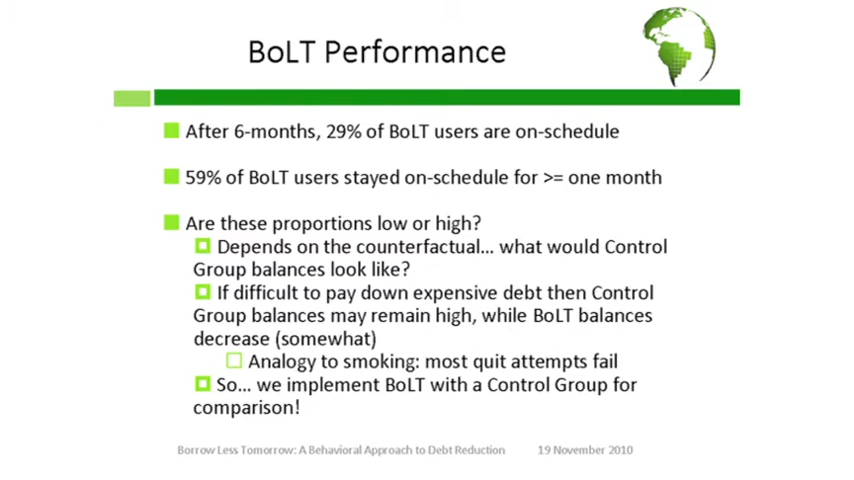 BoLT Performance
After 6-months, 29% of BoLT users are on-schedule
59% of BoLT users stayed on-schedule for >= one month
Are these proportions low or high?
Depends on the counterfactual... what would Control
Group balances look like?
If difficult to pay down expensive debt then Control
Group balances may remain high, while BoLT balances
decrease (somewhat)
Analogy to smoking: most quit attempts fail
So... we implement BoLT with a Control Group for
comparison!
Borrow Less Tomorrow: A Behavioral Approach to Debt Reduction 19 November 2010